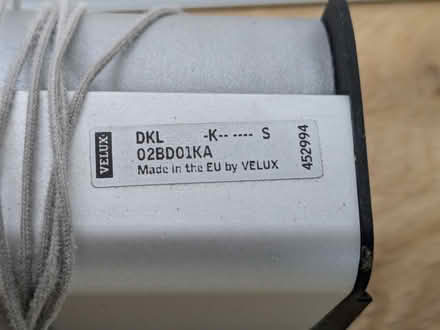 VELUX
DKL -K-- ---- S
02BD01KA
Made in the EU by VELUX
452994